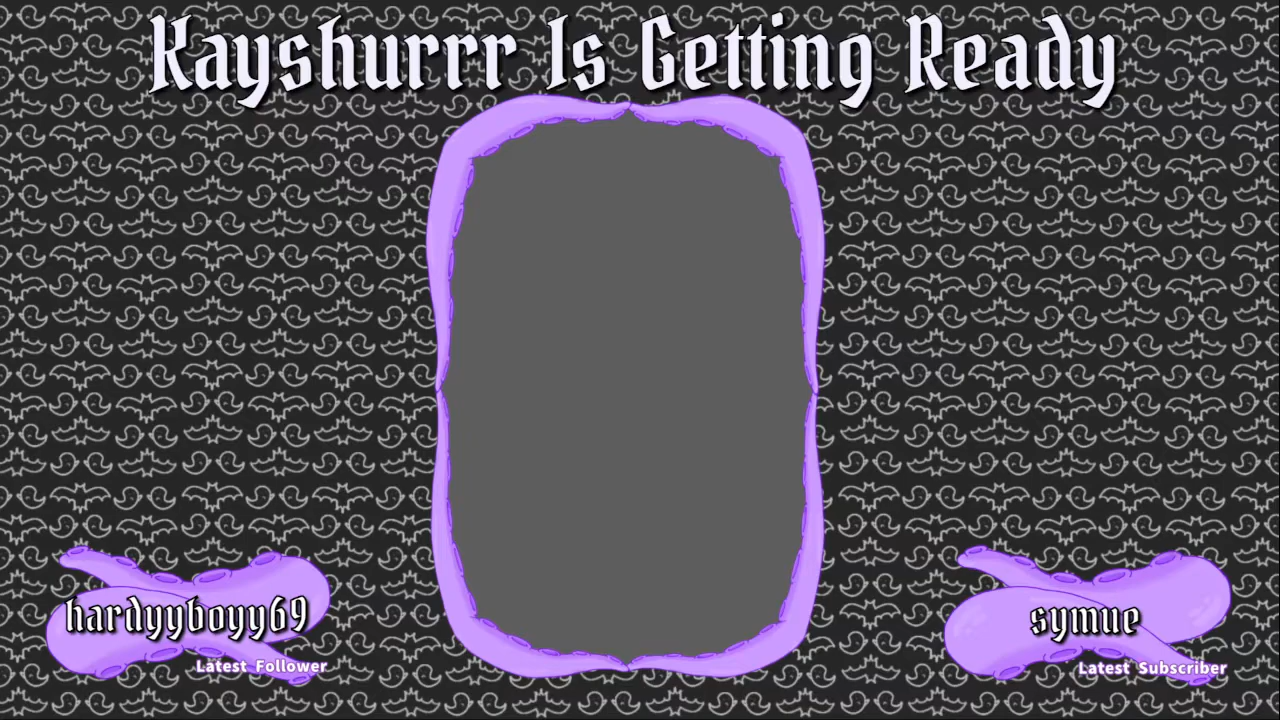 Kayshurrr Is Getting Ready
hardyyboyy69
Latest Follower
symue
Latest Subscriber